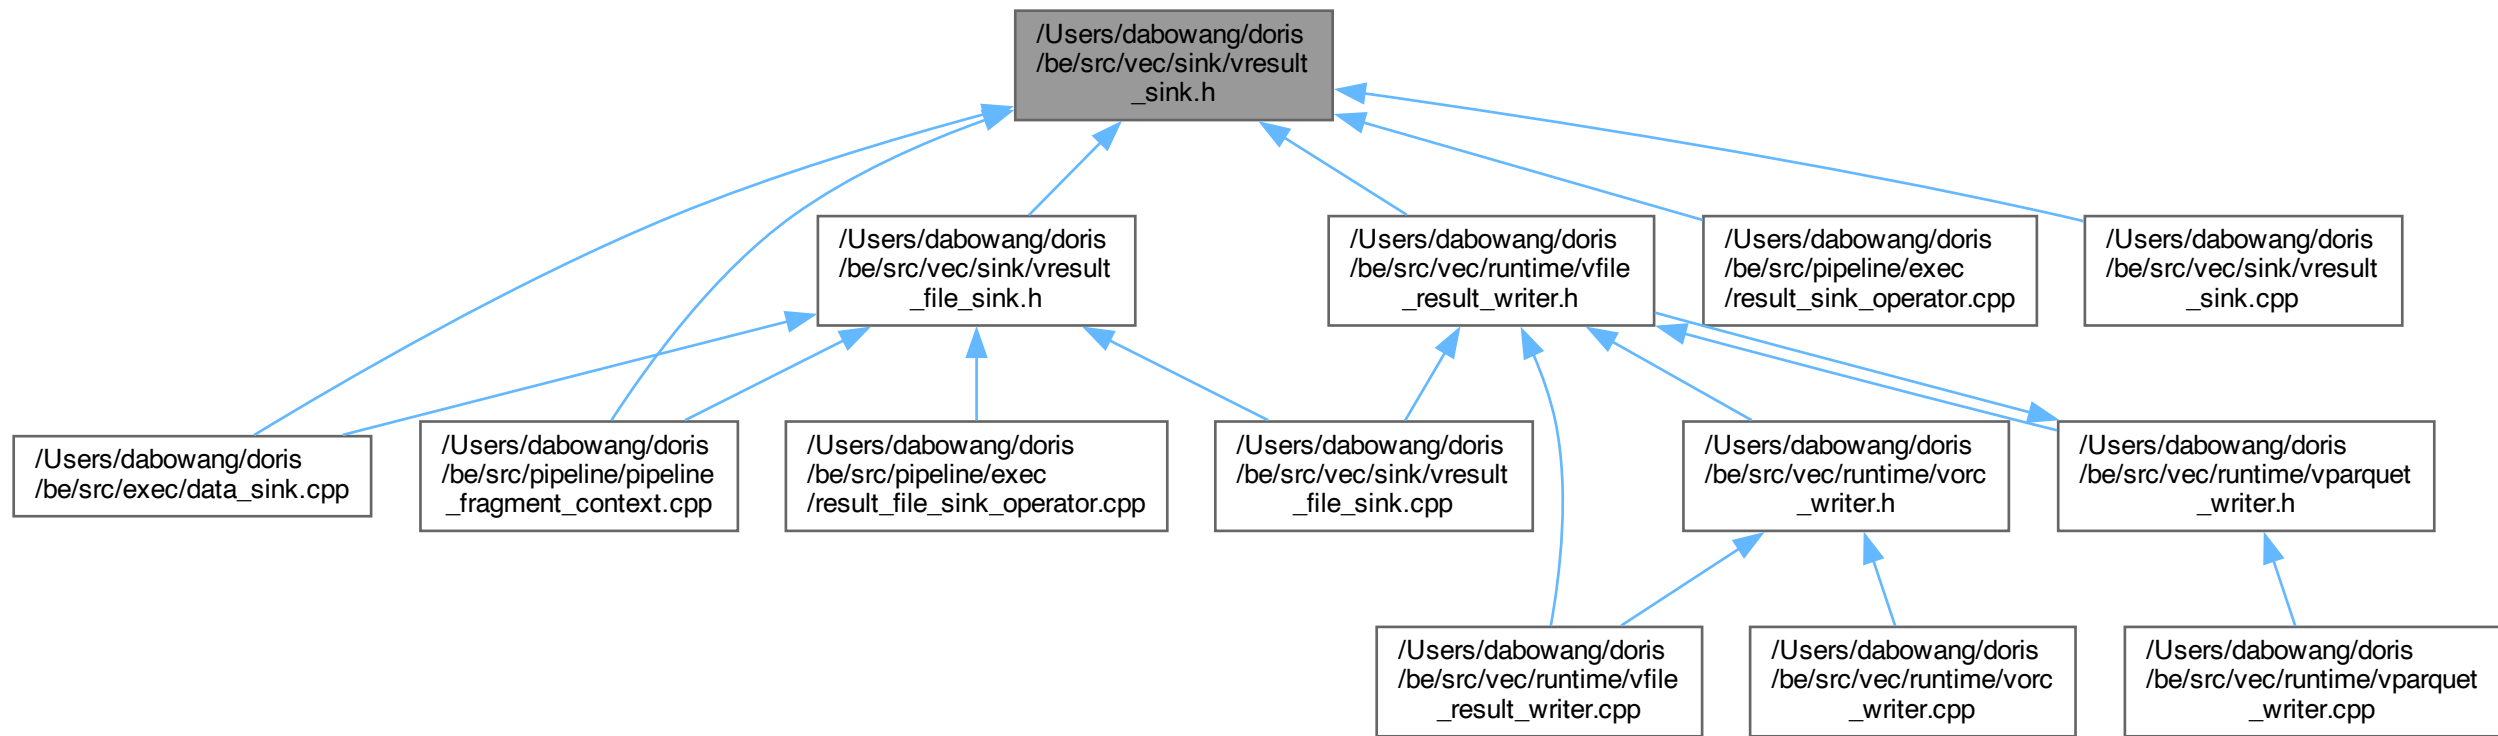 /Users/dabowang/doris
/be/src/vec/sink/vresult
_sink.h
/Users/dabowang/doris
/be/src/vec/sink/vresult
_file_sink.h
/Users/dabowang/doris
/be/src/vec/runtime/vfile
_result_writer.h
/Users/dabowang/doris
/be/src/pipeline/exec
/result_sink_operator.cpp
/Users/dabowang/doris
/be/src/vec/sink/vresult
_sink.cpp
/Users/dabowang/doris
/be/src/exec/data_sink.cpp
/Users/dabowang/doris
/be/src/pipeline/pipeline
_fragment_context.cpp
/Users/dabowang/doris
/be/src/pipeline/exec
/result_file_sink_operator.cpp
/Users/dabowang/doris
/be/src/vec/sink/vresult
_file_sink.cpp
/Users/dabowang/doris
/be/src/vec/runtime/vorc
_writer.h
/Users/dabowang/doris
/be/src/vec/runtime/vparquet
_writer.h
/Users/dabowang/doris
/be/src/vec/runtime/vfile
_result_writer.cpp
/Users/dabowang/doris
/be/src/vec/runtime/vorc
_writer.cpp
/Users/dabowang/doris
/be/src/vec/runtime/vparquet
_writer.cpp